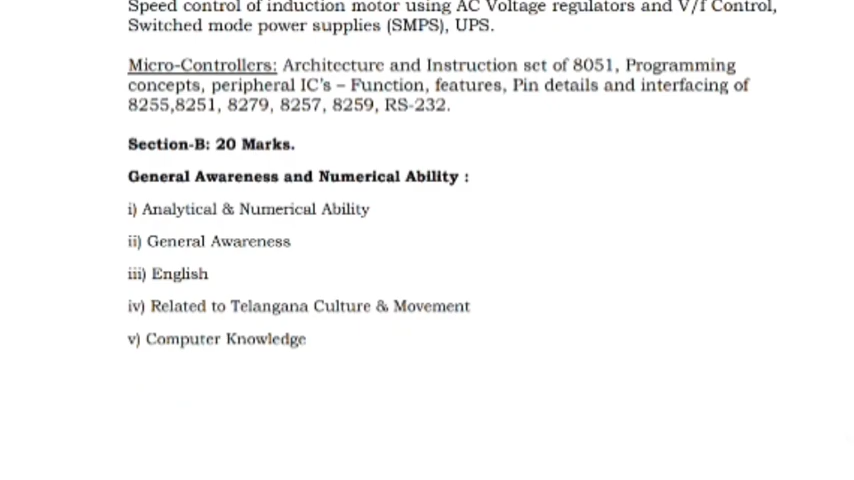 Speed control of induction motor using AC Voltage regulators and V/f Control,
Switched mode power supplies (SMPS), UPS.
Micro-Controllers: Architecture and Instruction set of 8051, Programming
concepts, peripheral IC's – Function, features, Pin details and interfacing of
8255,8251, 8279, 8257, 8259, RS-232.
Section-B: 20 Marks.
General Awareness and Numerical Ability :
i) Analytical & Numerical Ability
ii) General Awareness
iii) English
iv) Related to Telangana Culture & Movement
v) Computer Knowledge